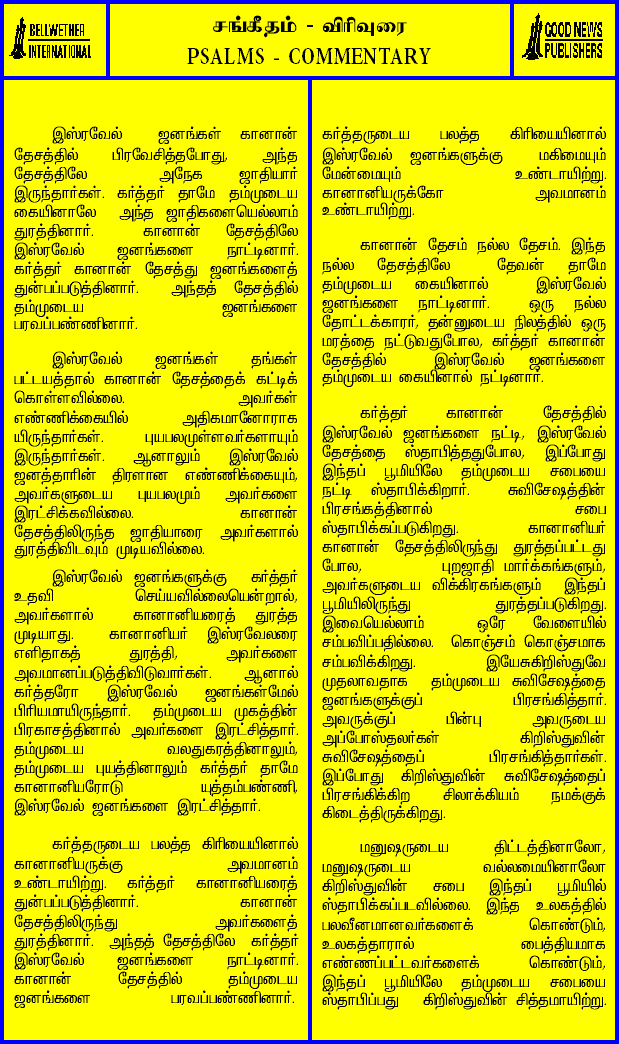 BELLWETHER
INTERNATIONAL
சங்கீதம் - விரிவுரை
PSALMS - COMMENTARY
GOOD NEWS
PUBLISHERS
இஸ்ரவேல் ஜனங்கள் கானான்
தேசத்தில் பிரவேசித்தபோது, அந்த
தேசத்திலே அநேக ஜாதியார்
இருந்தார்கள். கர்த்தர் தாமே தம்முடைய
கையினாலே அந்த ஜாதிகளையெல்லாம்
துரத்தினார். கானான் தேசத்திலே
இஸ்ரவேல் ஜனங்களை நாட்டினார்.
கர்த்தர் கானான் தேசத்து ஜனங்களைத்
துன்பப்படுத்தினார். அந்தத் தேசத்தில்
தம்முடைய ஜனங்களை
பரவப்பண்ணினார்.
இஸ்ரவேல் ஜனங்கள் தங்கள்
பட்டயத்தால் கானான் தேசத்தைக் கட்டிக்
கொள்ளவில்லை. அவர்கள்
எண்ணிக்கையில் அதிகமானோராக
யிருந்தார்கள். புயபலமுள்ளவர்களாயும்
இருந்தார்கள். ஆனாலும் இஸ்ரவேல்
ஜனத்தாரின் திரளான எண்ணிக்கையும்,
அவர்களுடைய புயபலமும் அவர்களை
இரட்சிக்கவில்லை. கானான்
தேசத்திலிருந்த ஜாதியாரை அவர்களால்
துரத்திவிடவும் முடியவில்லை.
இஸ்ரவேல் ஜனங்களுக்கு கர்த்தர்
உதவி செய்யவில்லையென்றால்,
அவர்களால் கானானியரைத் துரத்த
முடியாது. கானானியர் இஸ்ரவேலரை
எளிதாகத் துரத்தி, அவர்களை
அவமானப்படுத்திவிடுவார்கள். ஆனால்
கர்த்தரோ இஸ்ரவேல் ஜனங்கள்மேல்
பிரியமாயிருந்தார். தம்முடைய முகத்தின்
பிரகாசத்தினால் அவர்களை இரட்சித்தார்.
தம்முடைய வலதுகரத்தினாலும்,
தம்முடைய புயத்தினாலும் கர்த்தர் தாமே
கானானியரோடு யுத்தம்பண்ணி,
இஸ்ரவேல் ஜனங்களை இரட்சித்தார்.
கர்த்தருடைய பலத்த கிரியையினால்
கானானியருக்கு அவமானம்
உண்டாயிற்று. கர்த்தர் கானானியரைத்
துன்பப்படுத்தினார். கானான்
தேசத்திலிருந்து அவர்களைத்
துரத்தினார். அந்தத் தேசத்திலே கர்த்தர்
இஸ்ரவேல் ஜனங்களை நாட்டினார்.
கானான் தேசத்தில் தம்முடைய
ஜனங்களை பரவப்பண்ணினார்.
கர்த்தருடைய பலத்த கிரியையினால்
இஸ்ரவேல் ஜனங்களுக்கு மகிமையும்
மேன்மையும் உண்டாயிற்று.
கானானியருக்கோ அவமானம்
உண்டாயிற்று.
கானான் தேசம் நல்ல தேசம். இந்த
நல்ல தேசத்திலே தேவன் தாமே
தம்முடைய கையினால் இஸ்ரவேல்
ஜனங்களை நாட்டினார். ஒரு நல்ல
தோட்டக்காரர், தன்னுடைய நிலத்தில் ஒரு
மரத்தை நட்டுவதுபோல, கர்த்தர் கானான்
தேசத்தில் இஸ்ரவேல் ஜனங்களை
தம்முடைய கையினால் நட்டினார்.
கர்த்தர் கானான் தேசத்தில்
இஸ்ரவேல் ஜனங்களை நட்டி, இஸ்ரவேல்
தேசத்தை ஸ்தாபித்ததுபோல, இப்போது
இந்தப் பூமியிலே தம்முடைய சபையை
நட்டி ஸ்தாபிக்கிறார். சுவிசேஷத்தின்
பிரசங்கத்தினால் சபை
ஸ்தாபிக்கப்படுகிறது. கானானியர்
கானான் தேசத்திலிருந்து துரத்தப்பட்டது
போல, புறஜாதி மார்க்கங்களும்,
அவர்களுடைய விக்கிரகங்களும் இந்தப்
பூமியிலிருந்து துரத்தப்படுகிறது.
இவையெல்லாம் ஒரே வேளையில்
சம்பவிப்பதில்லை. கொஞ்சம் கொஞ்சமாக
சம்பவிக்கிறது. இயேசுகிறிஸ்துவே
முதலாவதாக தம்முடைய சுவிசேஷத்தை
ஜனங்களுக்குப் பிரசங்கித்தார்.
அவருக்குப் பின்பு அவருடைய
அப்போஸ்தலர்கள் கிறிஸ்துவின்
சுவிசேஷத்தைப் பிரசங்கித்தார்கள்.
இப்போது கிறிஸ்துவின் சுவிசேஷத்தைப்
பிரசங்கிக்கிற சிலாக்கியம் நமக்குக்
கிடைத்திருக்கிறது.
மனுஷருடைய திட்டத்தினாலோ,
மனுஷருடைய வல்லமையினாலோ
கிறிஸ்துவின் சபை இந்தப் பூமியில்
ஸ்தாபிக்கப்படவில்லை. இந்த உலகத்தில்
பலவீனமானவர்களைக் கொண்டும்,
உலகத்தாரால் பைத்தியமாக
எண்ணப்பட்டவர்களைக் கொண்டும்,
இந்தப் பூமியிலே தம்முடைய சபையை
ஸ்தாபிப்பது கிறிஸ்துவின் சித்தமாயிற்று.